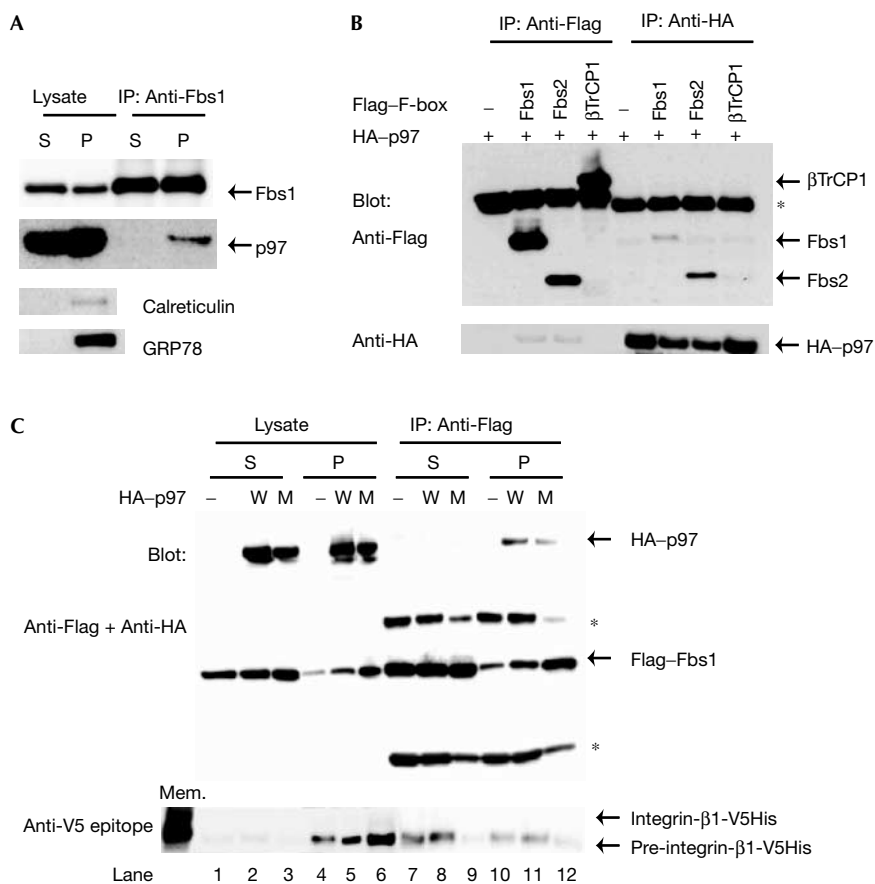 A
Lysate IP: Anti-Fbs1
S P S P
← Fbs1
← p97
Calreticulin
GRP78
B
IP: Anti-Flag IP: Anti-HA
Flag–F-box – Fbs1 Fbs2 βTrCP1 – Fbs1 Fbs2 βTrCP1
HA–p97 + + + + + + + +
← βTrCP1
Blot: *
Anti-Flag ← Fbs1
← Fbs2
Anti-HA ← HA–p97
C
Lysate IP: Anti-Flag
S P S P
HA–p97 – W M – W M – W M – W M
← HA–p97
Blot:
Anti-Flag + Anti-HA *
← Flag–Fbs1
*
Mem.
← Integrin-β1-V5His
Anti-V5 epitope
← Pre-integrin-β1-V5His
Lane 1 2 3 4 5 6 7 8 9 10 11 12